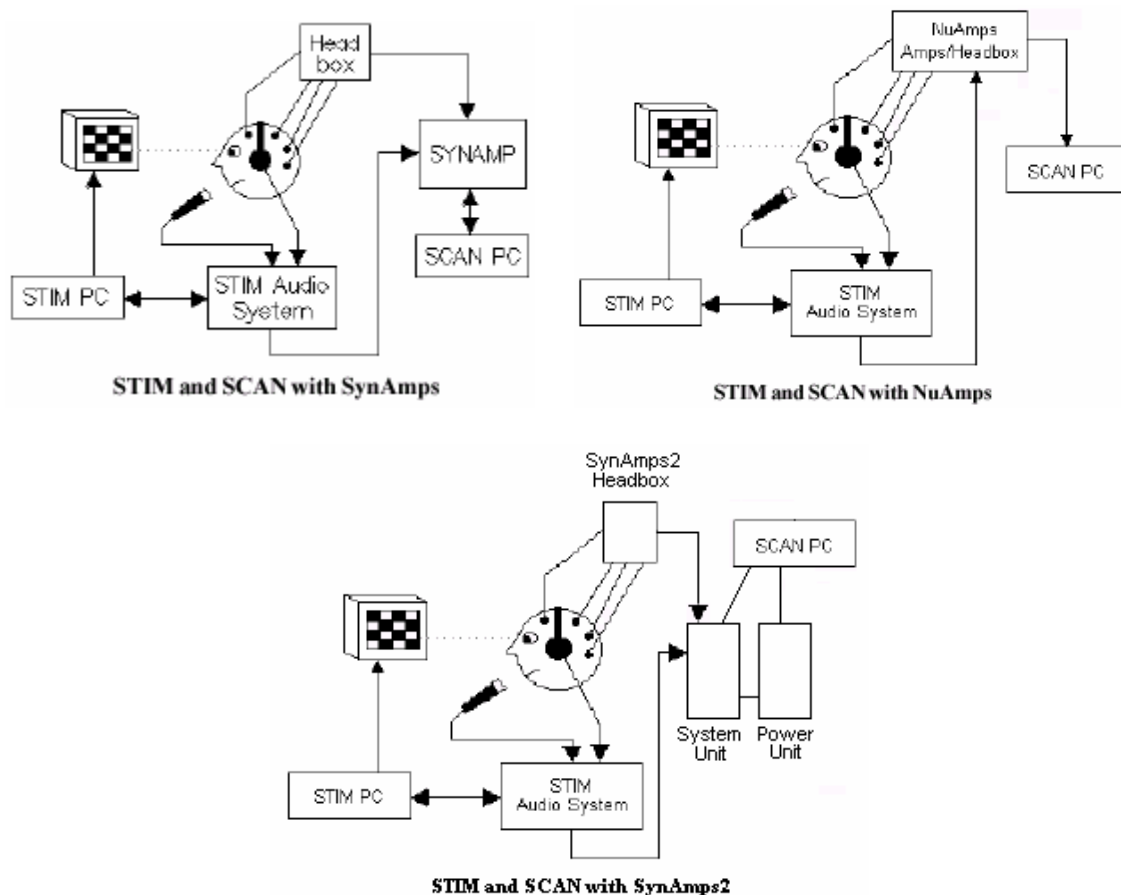 Head
box
SYNAMP
SCAN PC
STIM PC
STIM Audio
Syetem
STIM and SCAN with SynAmps
NuAmps
Amps/Headbox
SCAN PC
STIM PC
STIM
Audio System
STIM and SCAN with NuAmps
SynAmps2
Headbox
SCAN PC
System
Unit
Power
Unit
STIM PC
STIM
Audio System
STIM and SCAN with SynAmps2